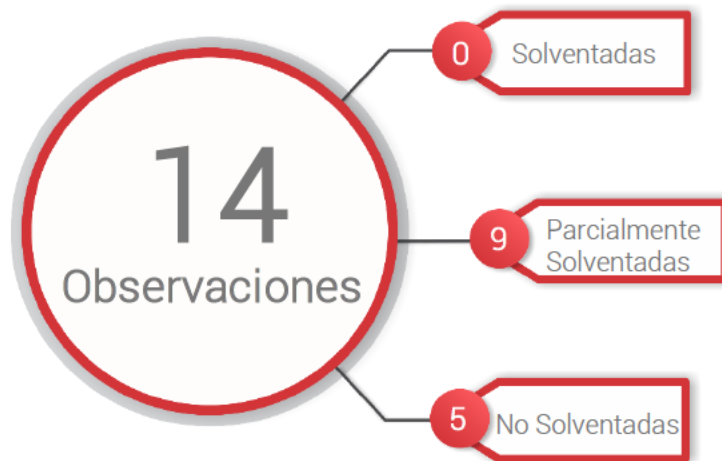 14
Observaciones
0
Solventadas
9
Parcialmente
Solventadas
5
No Solventadas